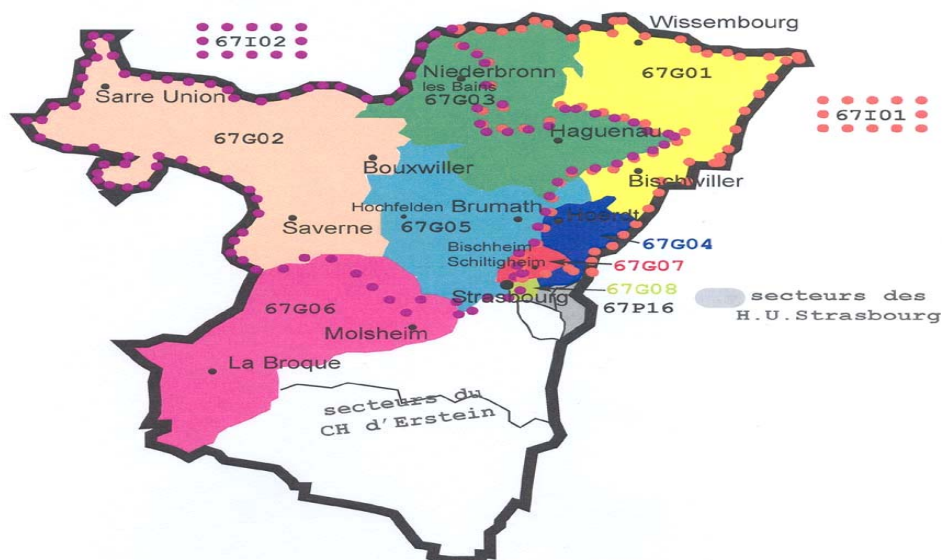 Wissembourg
67I02
Niederbronn
les Bains
67G03
67G01
Sarre Union
67I01
67G02
Haguenau
Bouxwiller
Bischwiller
Hochfelden
Brumath
Hoerdt
Saverne
67G05
67G04
Bischheim
Schiltigheim
67G07
67G08
Strasbourg
67P16
secteurs des
H.U.Strasbourg
67G06
Molsheim
La Broque
secteurs du
CH d'Erstein